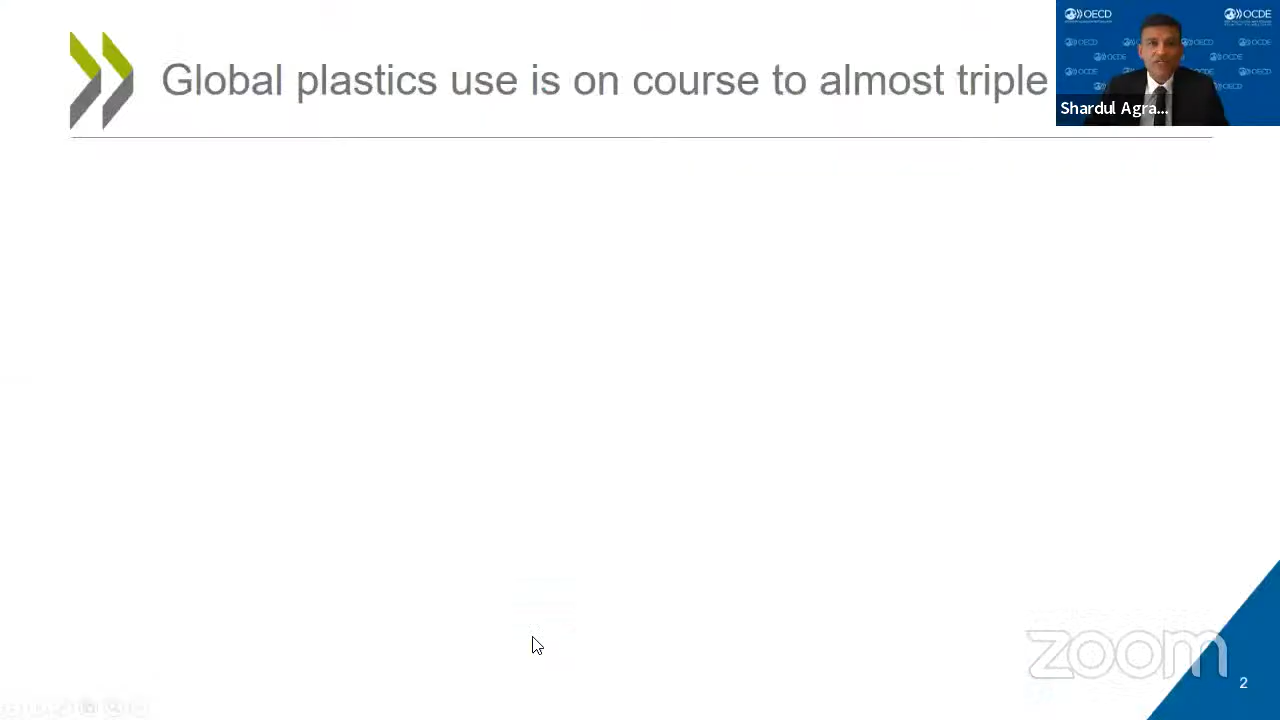 Global plastics use is on course to almost triple
OECD
OCDE
Shardul Agra...
zoom
2